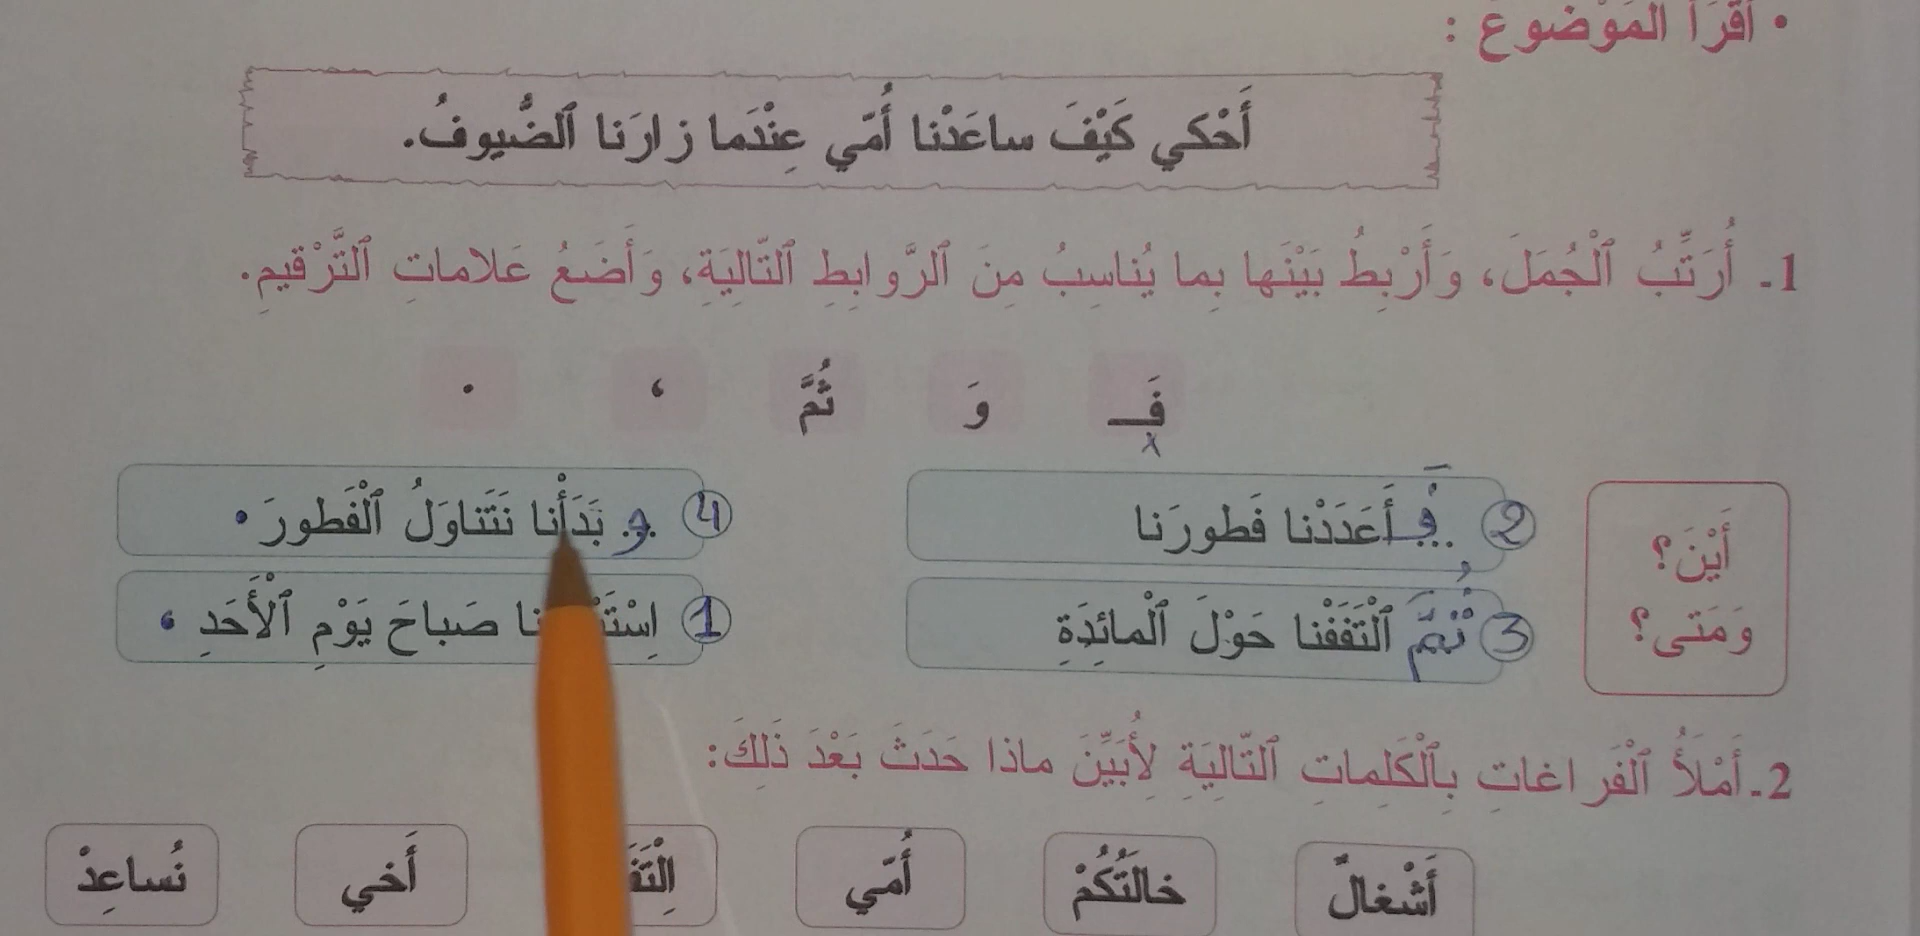 • أَقْرَأُ الْمَوْضوعَ :
أَحْكي كَيْفَ ساعَدْنا أُمّي عِنْدَما زارَنا ٱلضُّيوفُ.
1. أُرَتِّبُ ٱلْجُمَلَ، وَأَرْبِطُ بَيْنَها بِما يُناسِبُ مِنَ ٱلرَّوابِطِ ٱلتّالِيَةِ، وَأَضَعُ عَلاماتِ ٱلتَّرْقيمِ.
فَـ وَ ثُمَّ ، .
x
أَيْنَ؟
وَمَتى؟
② فَـ أَعَدَدْنا فَطورَنا
④ و بَدَأْنا نَتَناوَلُ ٱلْفَطورَ .
③ ثُمَّ ٱلْتَفَفْنا حَوْلَ ٱلْمائِدَةِ
① صَباحَ يَوْمِ ٱلْأَحَدِ ،
2. أَمْلَأُ ٱلْفَراغاتِ بِٱلْكَلِماتِ ٱلتّالِيَةِ لِأُبَيِّنَ ماذا حَدَثَ بَعْدَ ذَلِكَ:
أَشْغالٌ خالَتُكُمْ أُمّي أَخي نُساعِدْ